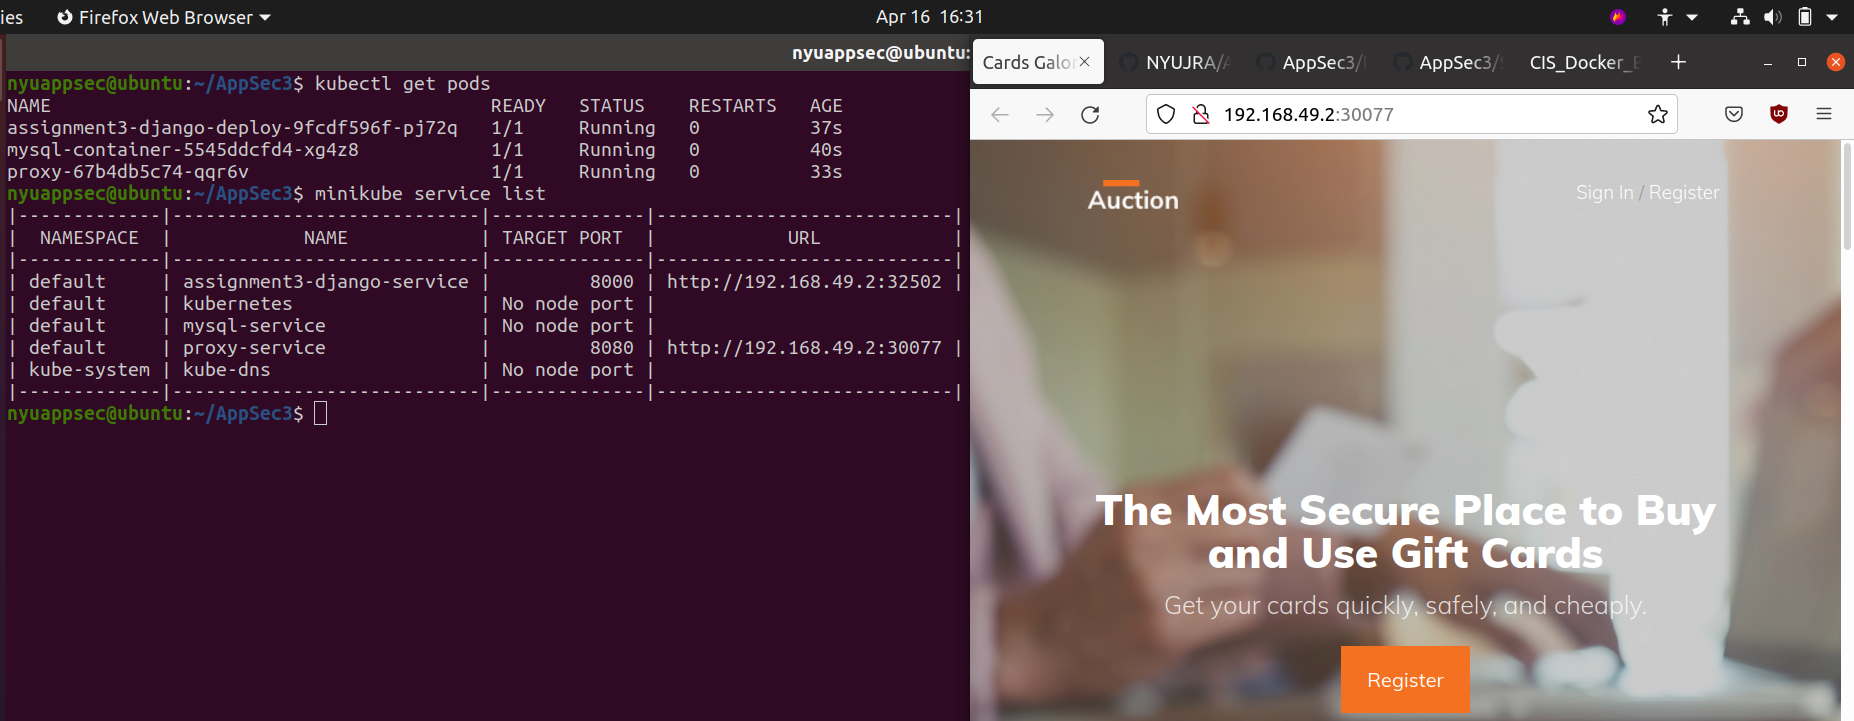 ies Firefox Web Browser Apr 16 16:31
nyuappsec@ubuntu:
nyuappsec@ubuntu:~/AppSec3$ kubectl get pods
NAME READY STATUS RESTARTS AGE
assignment3-django-deploy-9fcdf596f-pj72q 1/1 Running 0 37s
mysql-container-5545ddcfd4-xg4z8 1/1 Running 0 40s
proxy-67b4db5c74-qqr6v 1/1 Running 0 33s
nyuappsec@ubuntu:~/AppSec3$ minikube service list
|-------------|----------------------------|--------------|---------------------------|
| NAMESPACE | NAME | TARGET PORT | URL |
|-------------|----------------------------|--------------|---------------------------|
| default | assignment3-django-service | 8000 | http://192.168.49.2:32502 |
| default | kubernetes | No node port |
| default | mysql-service | No node port |
| default | proxy-service | 8080 | http://192.168.49.2:30077 |
| kube-system | kube-dns | No node port |
|-------------|----------------------------|--------------|---------------------------|
nyuappsec@ubuntu:~/AppSec3$
Cards Galo NYUJRA/ AppSec3/ AppSec3/ CIS_Docker_
192.168.49.2:30077
Auction
Sign In / Register
The Most Secure Place to Buy
and Use Gift Cards
Get your cards quickly, safely, and cheaply.
Register